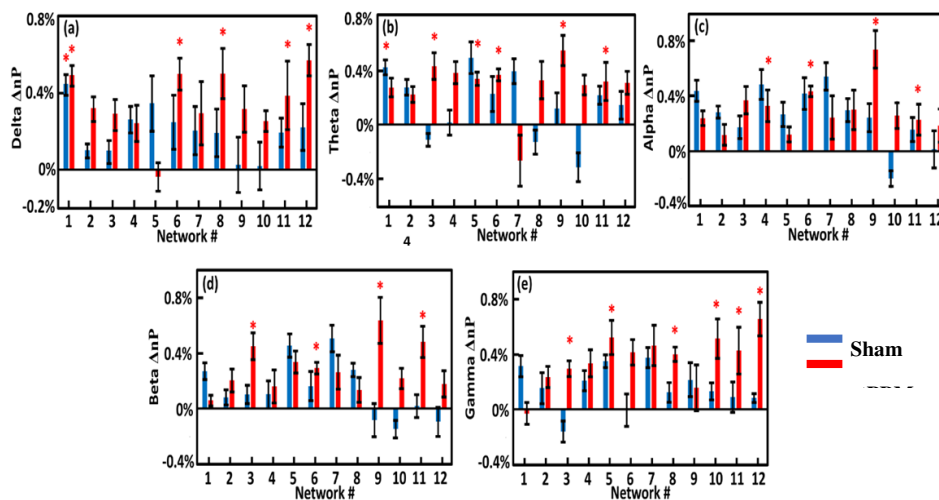 (a)
Delta ΔnP
0.8%
0.4%
0%
-0.2%
1 2 3 4 5 6 7 8 9 10 11 12
Network #
(b)
Theta ΔnP
0.8%
0.4%
0%
-0.4%
1 2 3 4 5 6 7 8 9 10 11 12
Network #
4
(c)
Alpha ΔnP
0.8%
0.4%
0%
-0.4%
1 2 3 4 5 6 7 8 9 10 11 12
Network #
(d)
Beta ΔnP
0.8%
0.4%
0%
-0.4%
1 2 3 4 5 6 7 8 9 10 11 12
Network #
(e)
Gamma ΔnP
0.8%
0.4%
0%
-0.4%
1 2 3 4 5 6 7 8 9 10 11 12
Network #
Sham